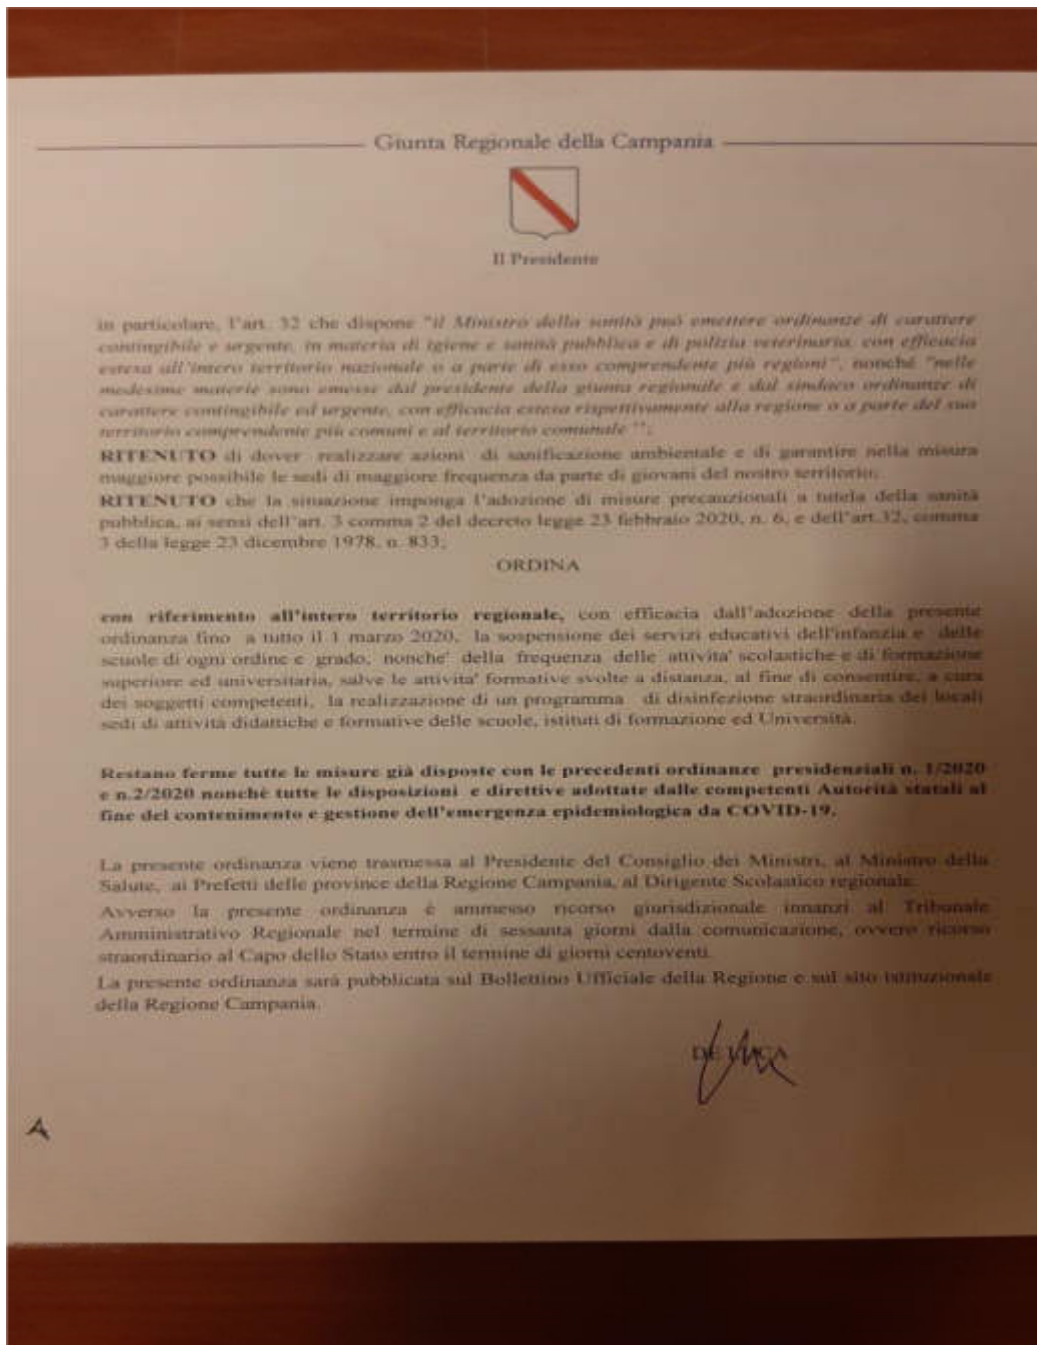 Giunta Regionale della Campania
Il Presidente
in particolare, l'art. 32 che dispone "il Ministro della sanità può emettere ordinanze di carattere
contingibile e urgente, in materia di igiene e sanità pubblica e di polizia veterinaria, con efficacia
estesa all'intero territorio nazionale o a parte di esso comprendente più regioni", nonché "nelle
medesime materie sono emesse dal presidente della giunta regionale e dal sindaco ordinanze di
carattere contingibile ed urgente, con efficacia estesa rispettivamente alla regione o a parte del suo
territorio comprendente più comuni e al territorio comunale";
RITENUTO di dover realizzare azioni di sanificazione ambientale e di garantire nella misura
maggiore possibile le sedi di maggiore frequenza da parte di giovani del nostro territorio;
RITENUTO che la situazione imponga l'adozione di misure precauzionali a tutela della sanità
pubblica, ai sensi dell'art. 3 comma 2 del decreto legge 23 febbraio 2020, n. 6, e dell'art.32, comma
3 della legge 23 dicembre 1978, n. 833;
ORDINA
con riferimento all'intero territorio regionale, con efficacia dall'adozione della presente
ordinanza fino a tutto il 1 marzo 2020, la sospensione dei servizi educativi dell'infanzia e delle
scuole di ogni ordine e grado, nonche' della frequenza delle attivita' scolastiche e di formazione
superiore ed universitaria, salve le attivita' formative svolte a distanza, al fine di consentire, a cura
dei soggetti competenti, la realizzazione di un programma di disinfezione straordinaria dei locali
sedi di attività didattiche e formative delle scuole, istituti di formazione ed Università.
Restano ferme tutte le misure già disposte con le precedenti ordinanze presidenziali n. 1/2020
e n.2/2020 nonchè tutte le disposizioni e direttive adottate dalle competenti Autorità statali al
fine del contenimento e gestione dell'emergenza epidemiologica da COVID-19.
La presente ordinanza viene trasmessa al Presidente del Consiglio dei Ministri, al Ministro della
Salute, ai Prefetti delle province della Regione Campania, al Dirigente Scolastico regionale.
Avverso la presente ordinanza è ammesso ricorso giurisdizionale innanzi al Tribunale
Amministrativo Regionale nel termine di sessanta giorni dalla comunicazione, ovvero ricorso
straordinario al Capo dello Stato entro il termine di giorni centoventi.
La presente ordinanza sarà pubblicata sul Bollettino Ufficiale della Regione e sul sito istituzionale
della Regione Campania.
DE LUCA